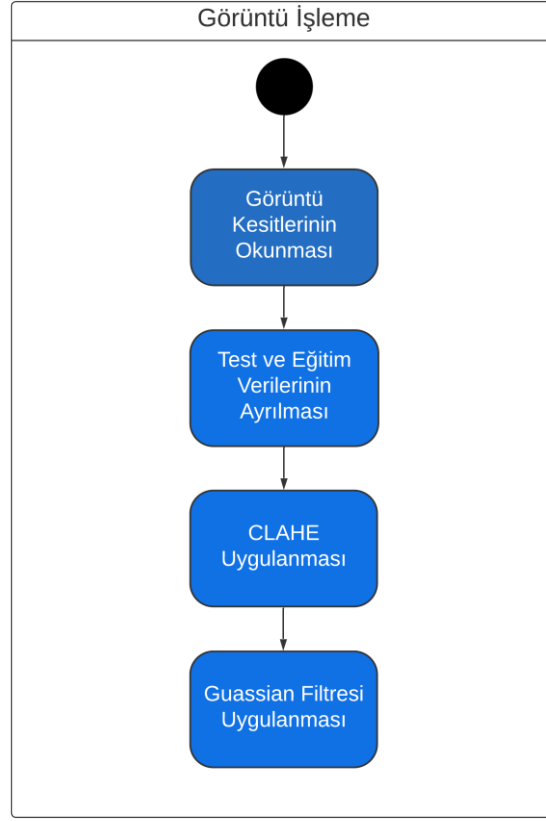 Görüntü İşleme
Görüntü
Kesitlerinin
Okunması
Test ve Eğitim
Verilerinin
Ayrılması
CLAHE
Uygulanması
Guassian Filtresi
Uygulanması